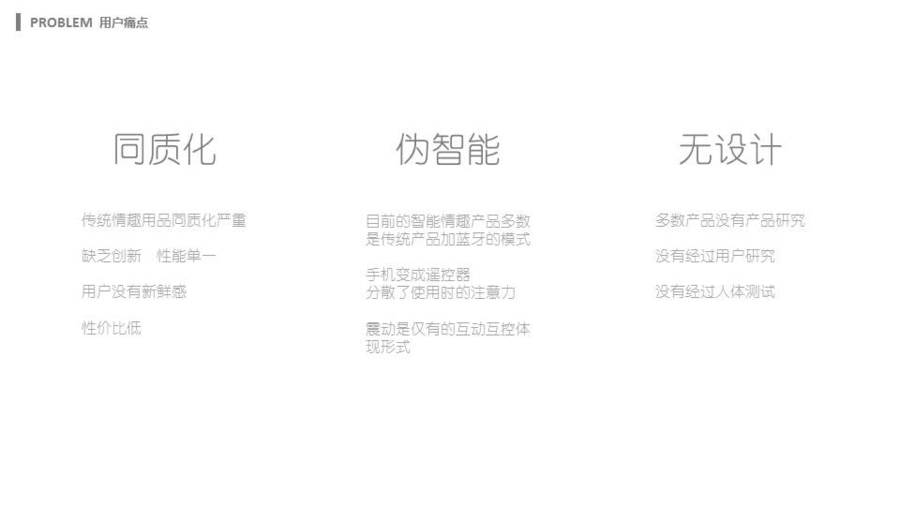 PROBLEM 用户痛点
同质化
传统情趣用品同质化严重
缺乏创新 性能单一
用户没有新鲜感
性价比低
伪智能
目前的智能情趣产品多数
是传统产品加蓝牙的模式
手机变成遥控器
分散了使用时的注意力
震动是仅有的互动互控体
现形式
无设计
多数产品没有产品研究
没有经过用户研究
没有经过人体测试